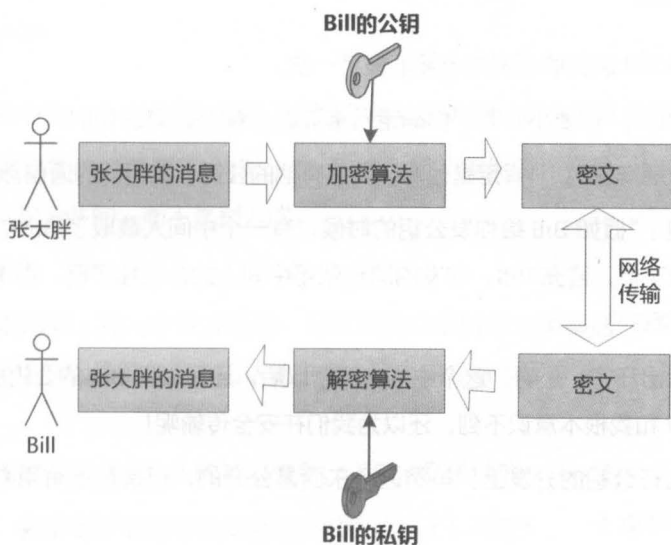 Bill的公钥
张大胖的消息
加密算法
密文
张大胖
网络
传输
张大胖的消息
解密算法
密文
Bill
Bill的私钥